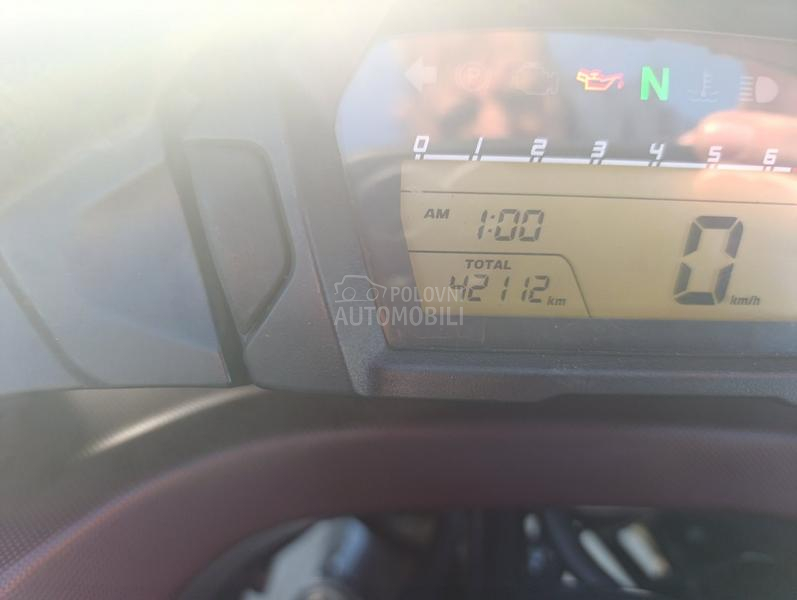 N
0 1 2 3 4 5 6
AM 1:00
0 km/h
TOTAL
42112 km
POLOVNI
AUTOMOBILI